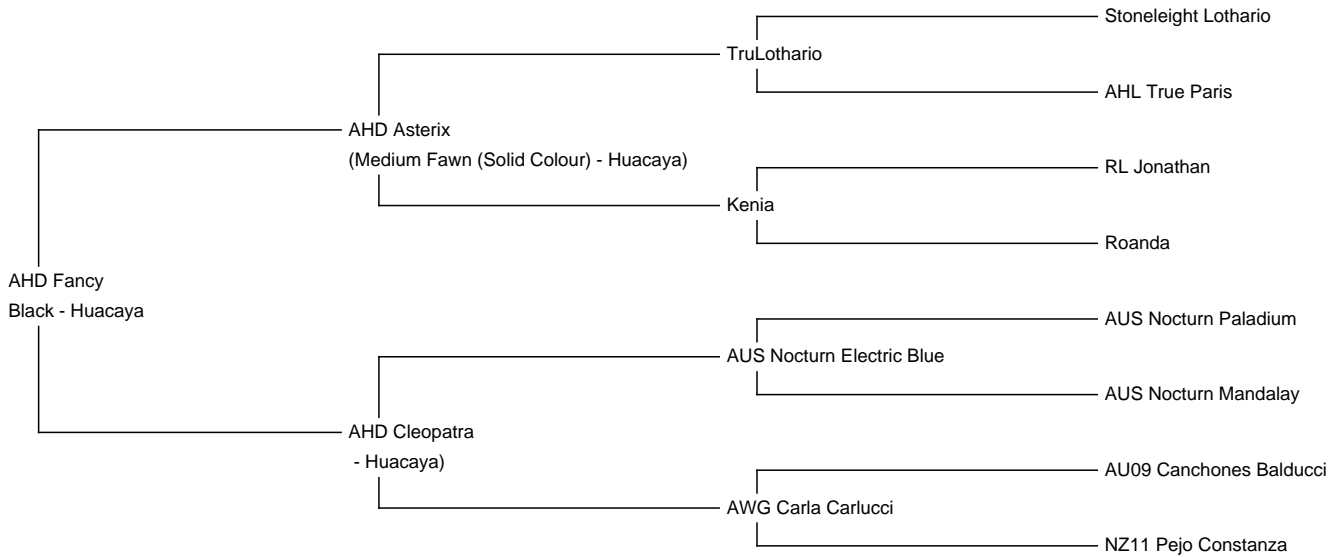 Stoneleight Lothario
TruLothario
AHL True Paris
AHD Asterix
(Medium Fawn (Solid Colour) - Huacaya)
RL Jonathan
Kenia
Roanda
AHD Fancy
Black - Huacaya
AUS Nocturn Paladium
AUS Nocturn Electric Blue
AUS Nocturn Mandalay
AHD Cleopatra
- Huacaya)
AU09 Canchones Balducci
AWG Carla Carlucci
NZ11 Pejo Constanza